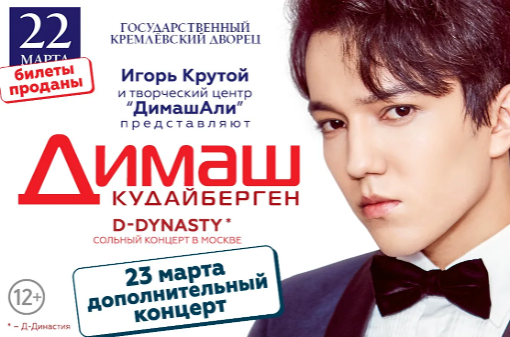 22
МАРТА
билеты
проданы
ГОСУДАРСТВЕННЫЙ
КРЕМЛЁВСКИЙ ДВОРЕЦ
Игорь Крутой
и творческий центр
“ДимашАли”
представляют
Димаш
КУДАЙБЕРГЕН
D-DYNASTY*
СОЛЬНЫЙ КОНЦЕРТ В МОСКВЕ
23 марта
дополнительный
концерт
12+
* – Д-Династия